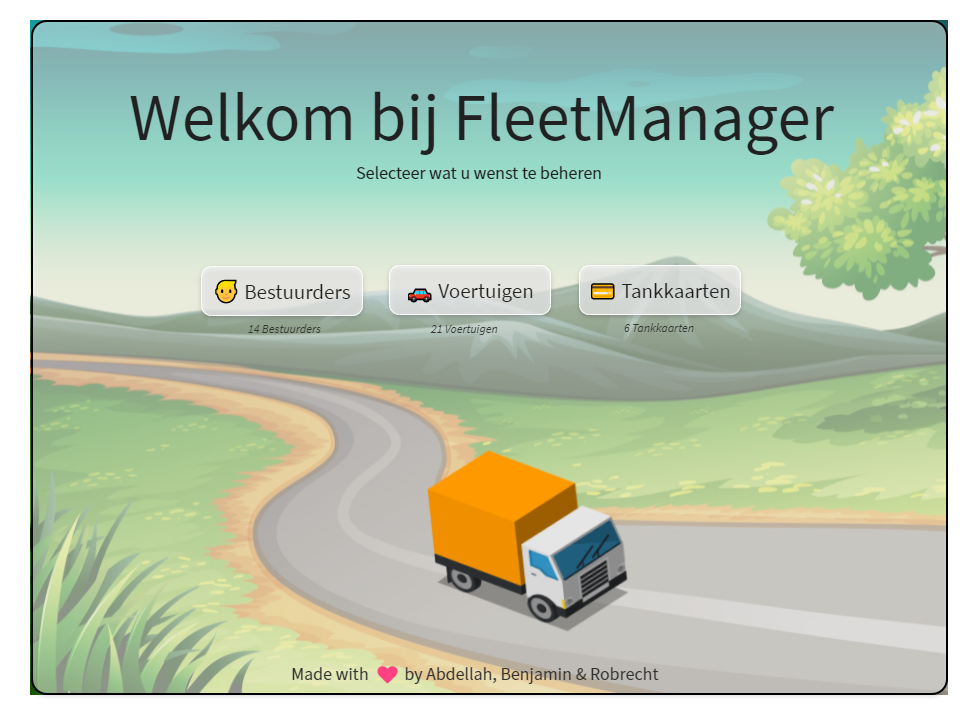 Welkom bij FleetManager
Selecteer wat u wenst te beheren
Bestuurders
Voertuigen
Tankkaarten
14 Bestuurders
21 Voertuigen
6 Tankkaarten
Made with ❤ by Abdellah, Benjamin & Robrecht